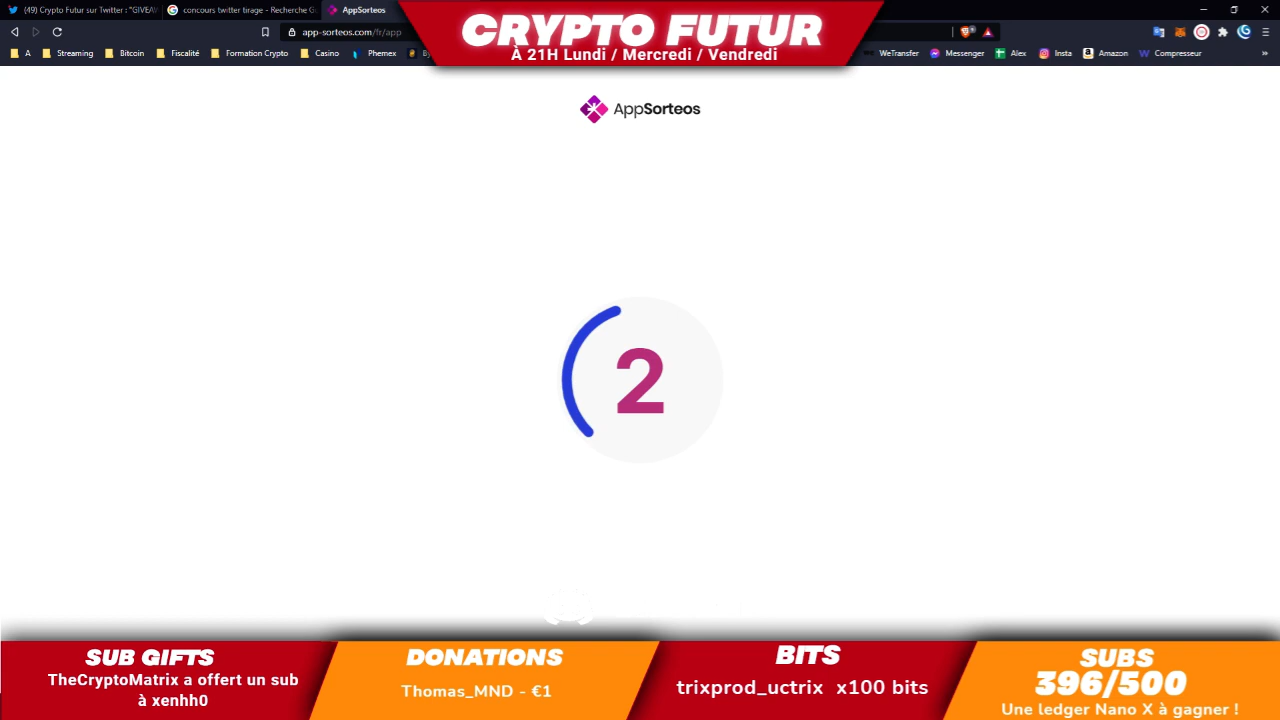 (49) Crypto Futur sur Twitter : "GIVEAW
concours twitter tirage - Recherche G
AppSorteos
app-sorteos.com/fr/app
A
Streaming
Bitcoin
Fiscalité
Formation Crypto
Casino
Phemex
By
WeTransfer
Messenger
Alex
Insta
Amazon
Compresseur
CRYPTO FUTUR
À 21H Lundi / Mercredi / Vendredi
AppSorteos
2
SUB GIFTS
TheCryptoMatrix a offert un sub
à xenhh0
DONATIONS
Thomas_MND - €1
BITS
trixprod_uctrix x100 bits
SUBS
396/500
Une ledger Nano X à gagner !